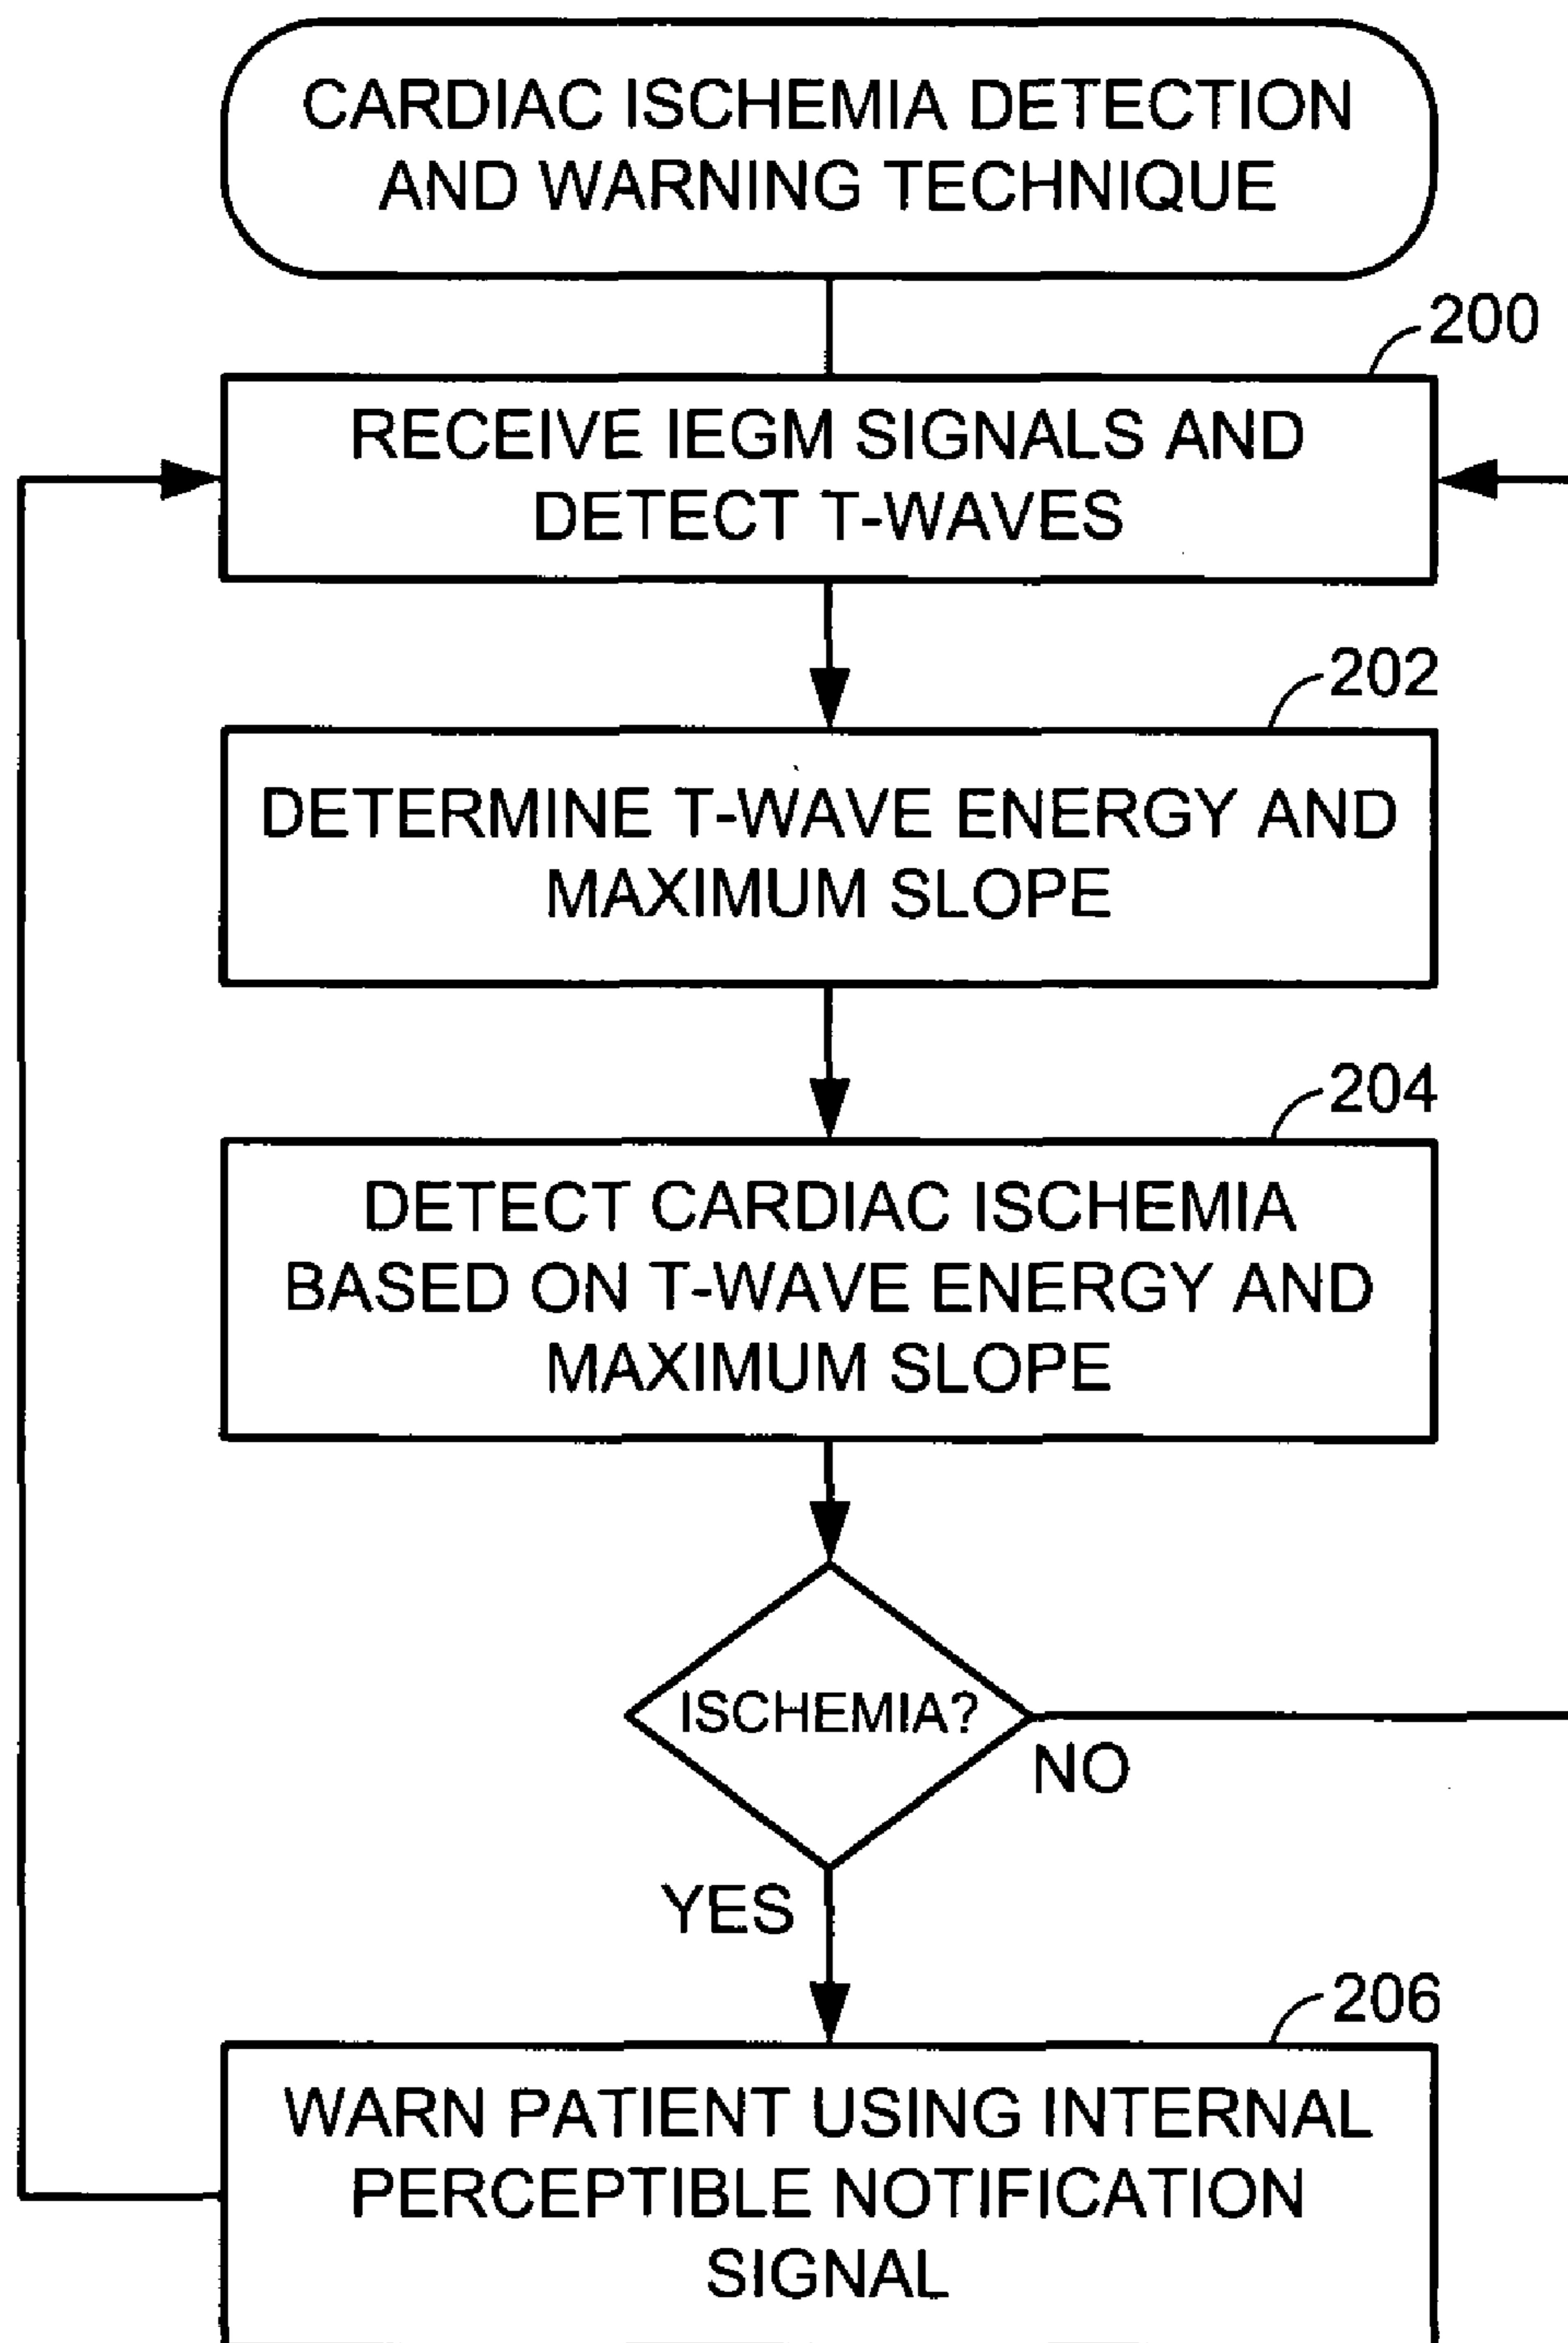 CARDIAC ISCHEMIA DETECTION
AND WARNING TECHNIQUE
200
RECEIVE IEGM SIGNALS AND
DETECT T-WAVES
202
DETERMINE T-WAVE ENERGY AND
MAXIMUM SLOPE
204
DETECT CARDIAC ISCHEMIA
BASED ON T-WAVE ENERGY AND
MAXIMUM SLOPE
ISCHEMIA?
NO
YES
206
WARN PATIENT USING INTERNAL
PERCEPTIBLE NOTIFICATION
SIGNAL